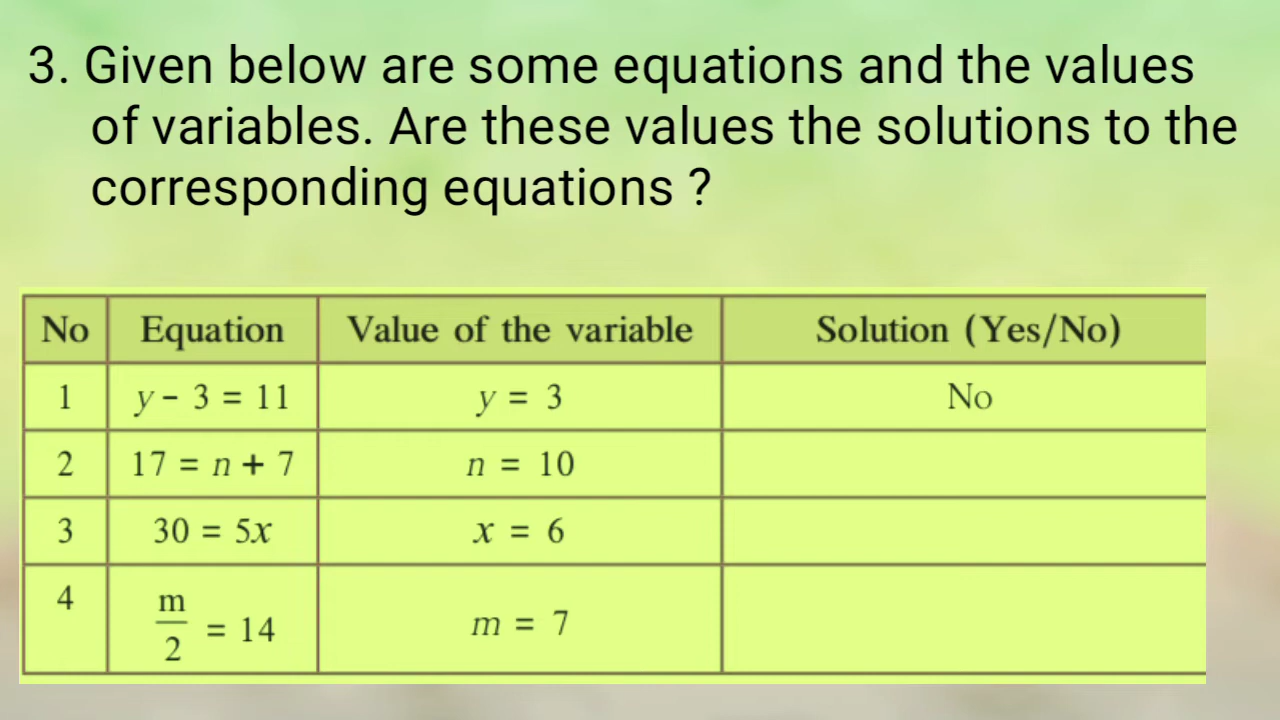 3. Given below are some equations and the values
of variables. Are these values the solutions to the
corresponding equations ?
No Equation Value of the variable Solution (Yes/No)
1 y - 3 = 11 y = 3 No
2 17 = n + 7 n = 10
3 30 = 5x x = 6
4 m/2 = 14 m = 7